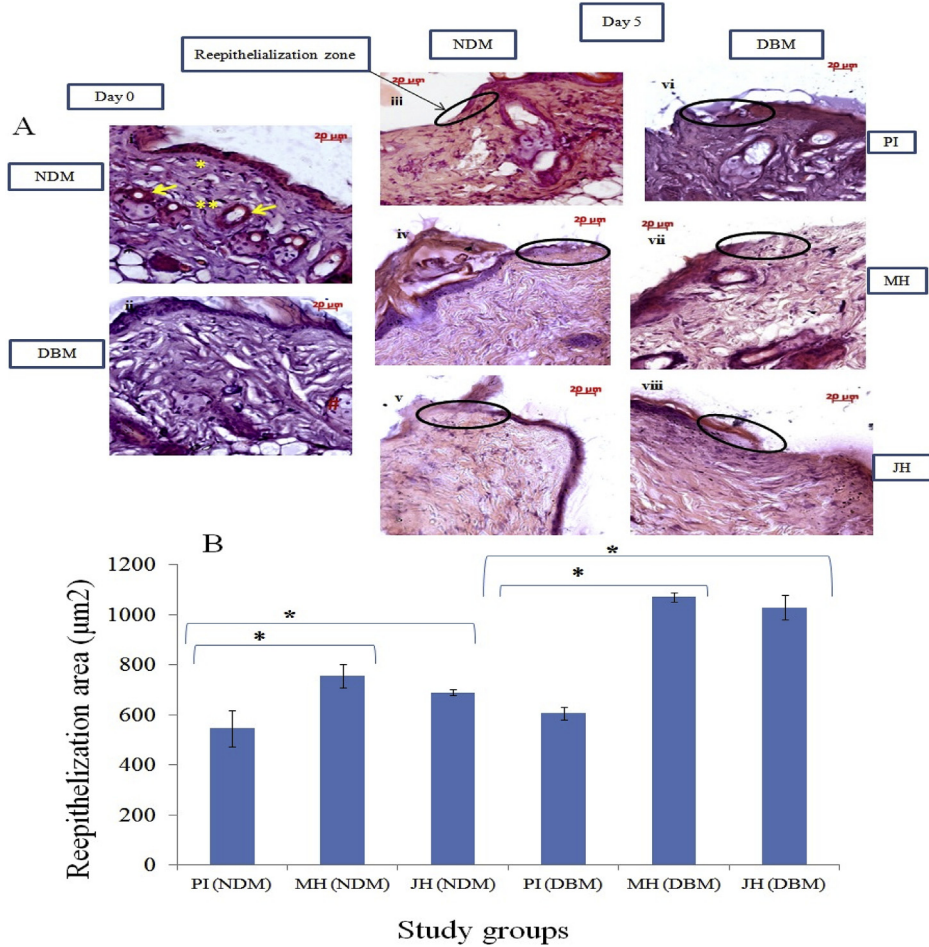 Day 5
NDM
DBM
Reepithelialization zone
Day 0
A
20 µm
iii
20 µm
vi
20 µm
PI
NDM
i
20 µm
*
**
iv
20 µm
vii
20 µm
MH
DBM
ii
20 µm
#
v
20 µm
viii
20 µm
JH
B
Reepithelization area (µm2)
1200
1000
800
600
400
200
0
*
*
*
*
PI (NDM)
MH (NDM)
JH (NDM)
PI (DBM)
MH (DBM)
JH (DBM)
Study groups